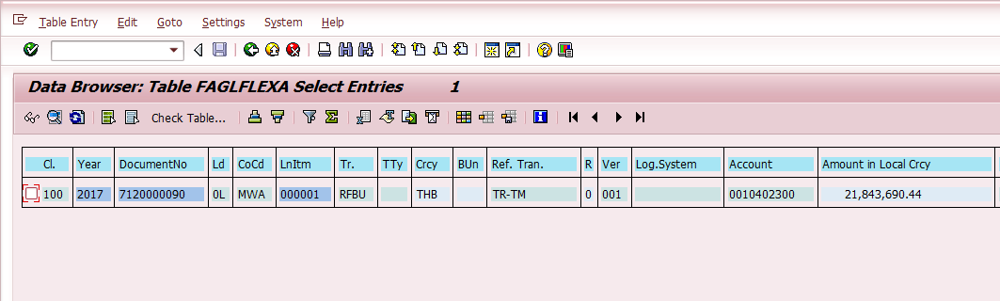 Table Entry Edit Goto Settings System Help
Data Browser: Table FAGLFLEXA Select Entries 1
Check Table...
Cl. Year DocumentNo Ld CoCd LnItm Tr. TTy Crcy BUn Ref. Tran. R Ver Log.System Account Amount in Local Crcy
100 2017 7120000090 0L MWA 000001 RFBU THB TR-TM 0 001 0010402300 21,843,690.44